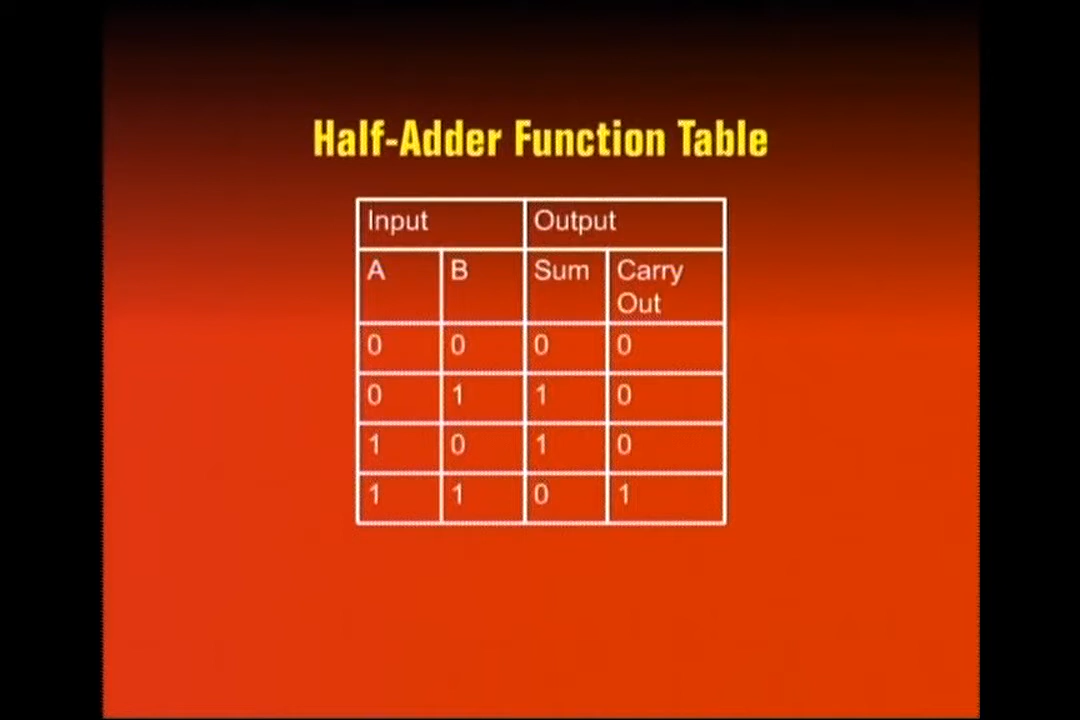 Half-Adder Function Table
Input Output
A B Sum Carry
Out
0 0 0 0
0 1 1 0
1 0 1 0
1 1 0 1